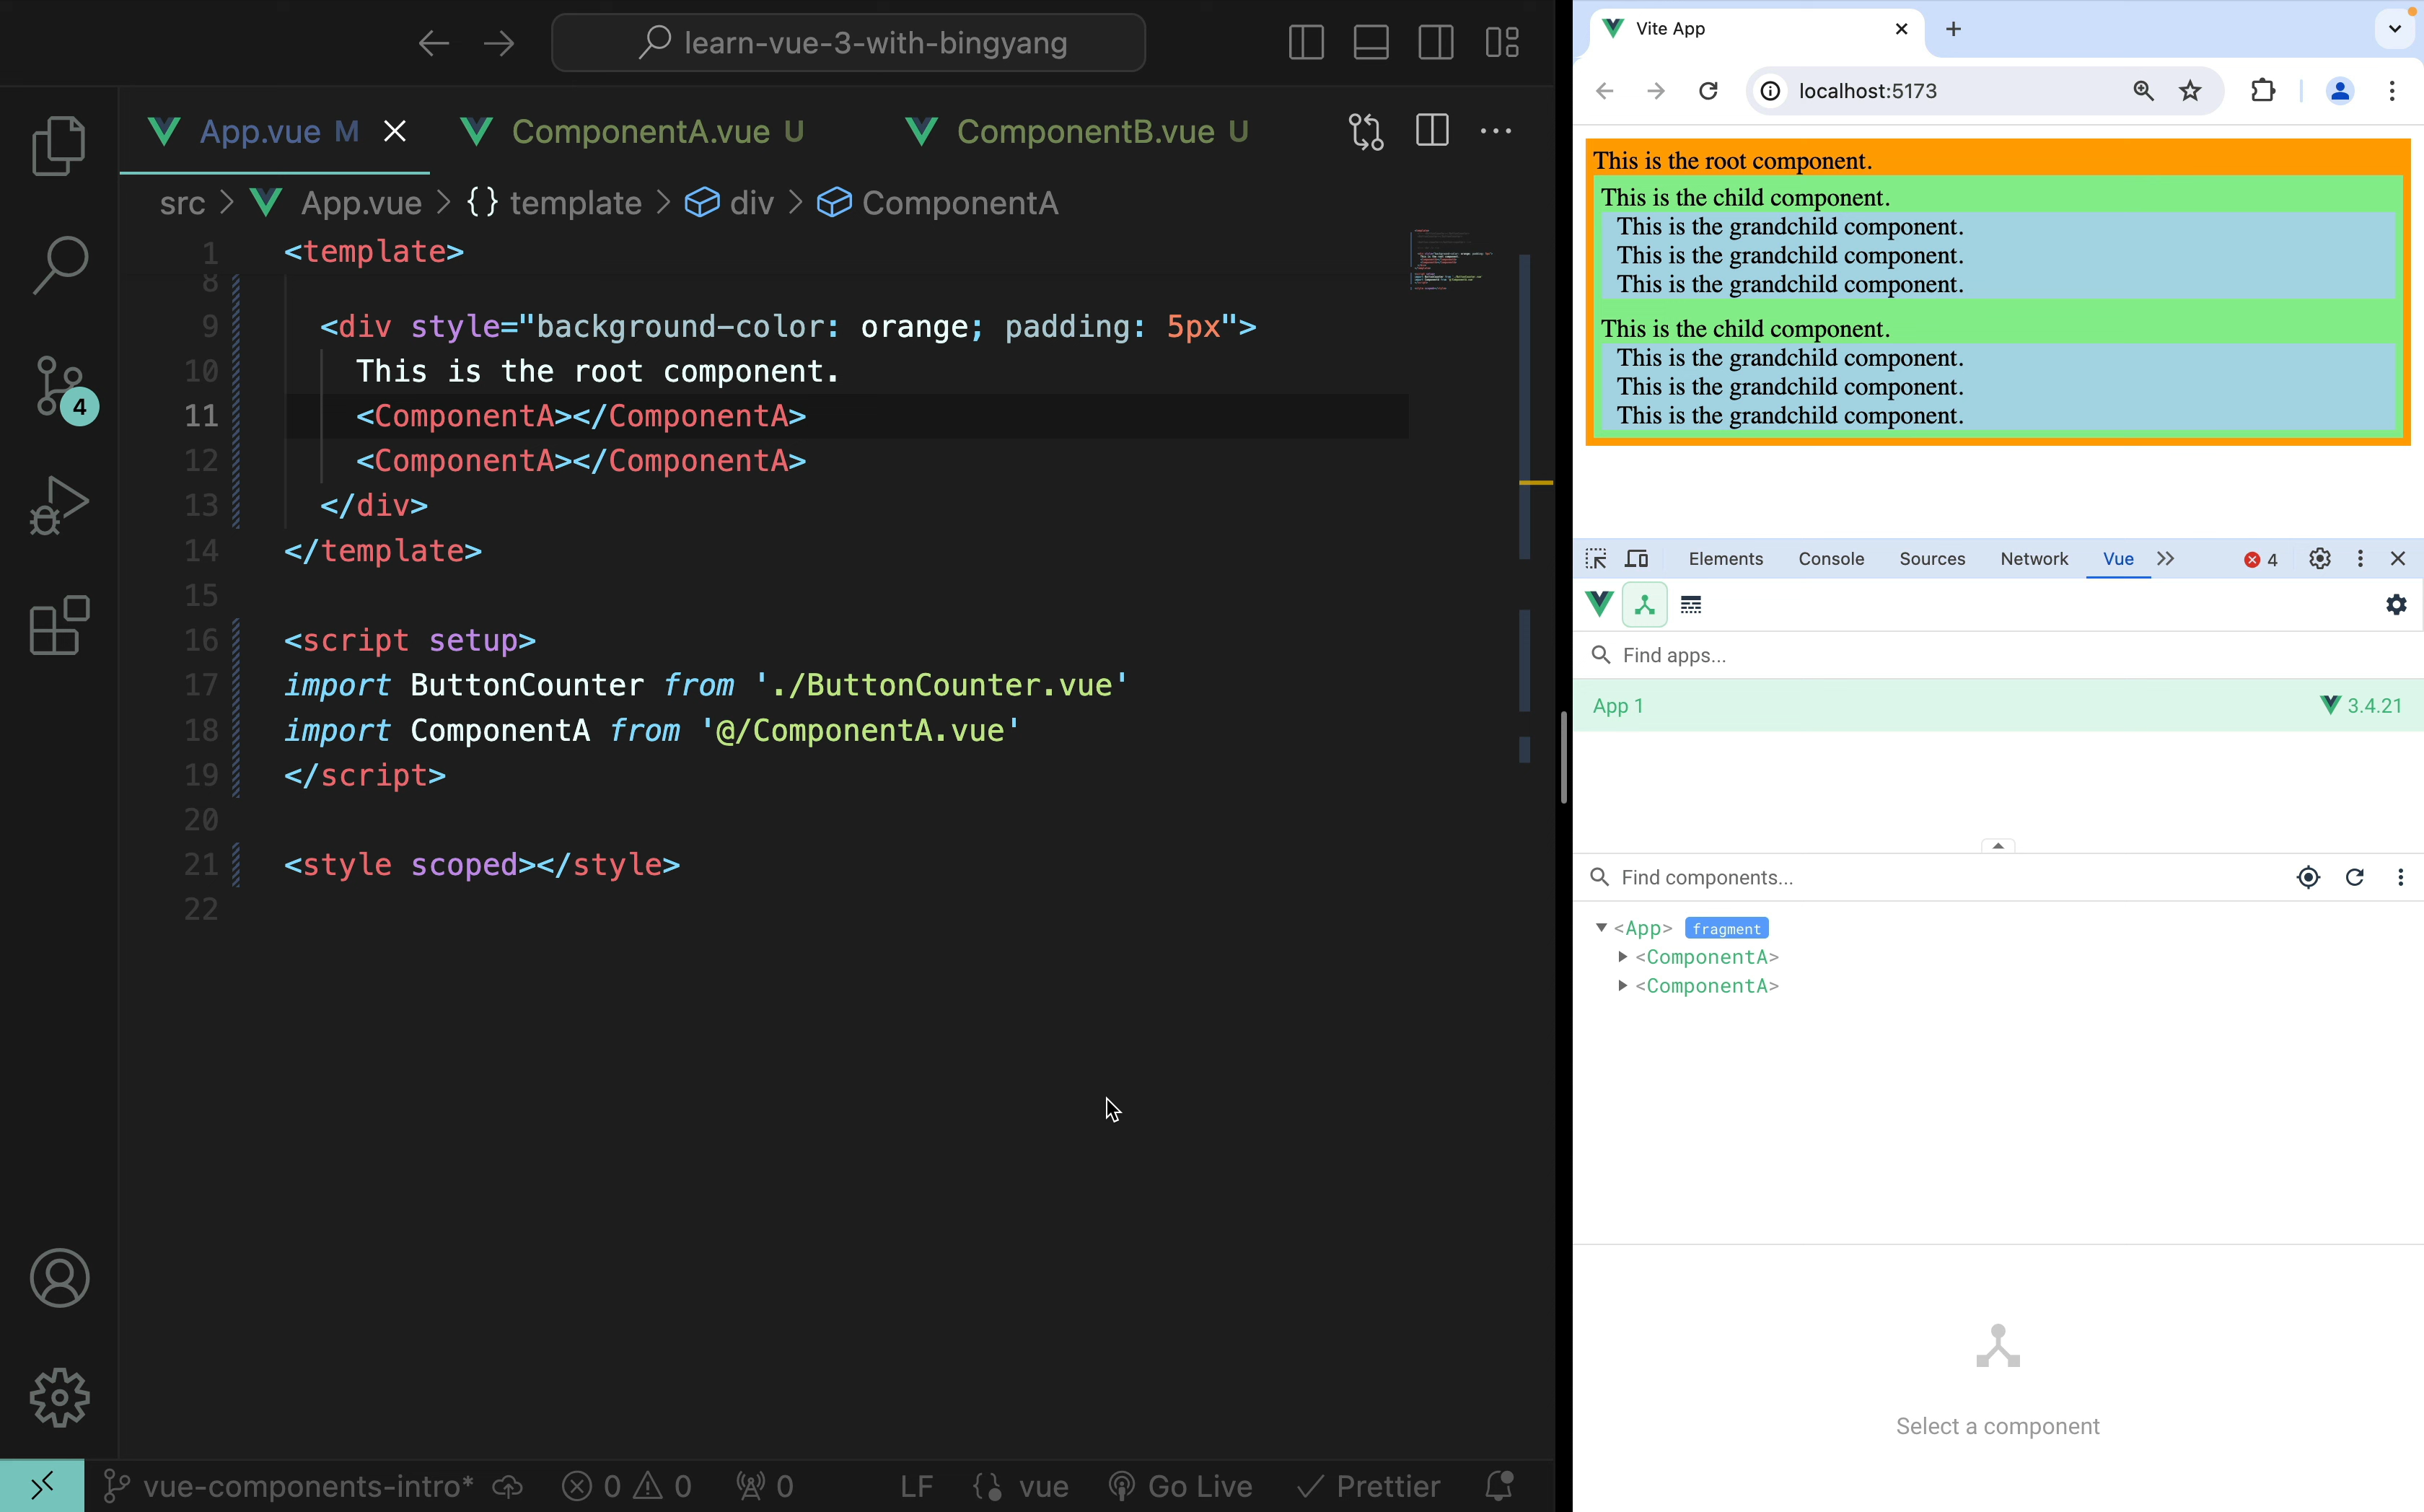 learn-vue-3-with-bingyang
App.vue M
ComponentA.vue U
ComponentB.vue U
src > App.vue > {} template > div > ComponentA
1 <template>
8
9 <div style="background-color: orange; padding: 5px">
10 This is the root component.
11 <ComponentA></ComponentA>
12 <ComponentA></ComponentA>
13 </div>
14 </template>
15
16 <script setup>
17 import ButtonCounter from './ButtonCounter.vue'
18 import ComponentA from '@/ComponentA.vue'
19 </script>
20
21 <style scoped></style>
22
4
vue-components-intro* 0 0 0 LF vue Go Live Prettier
Vite App
localhost:5173
This is the root component.
This is the child component.
This is the grandchild component.
This is the grandchild component.
This is the grandchild component.
This is the child component.
This is the grandchild component.
This is the grandchild component.
This is the grandchild component.
Elements Console Sources Network Vue 4
Find apps...
App 1 3.4.21
Find components...
<App> fragment
<ComponentA>
<ComponentA>
Select a component